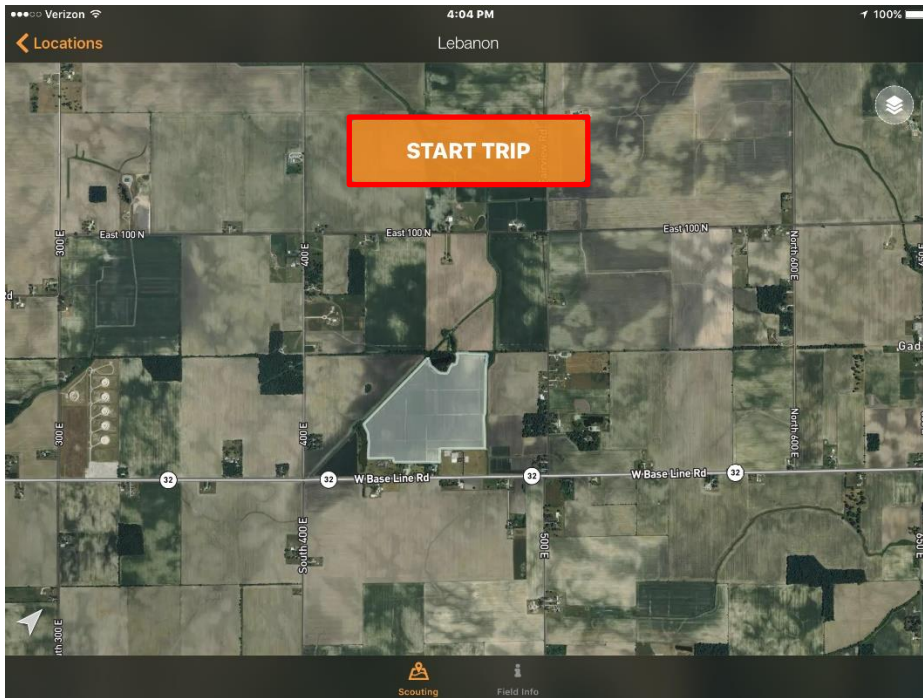 Verizon
4:04 PM
100%
Locations
Lebanon
START TRIP
East 100 N
East 100 N
East 100 N
300 E
400 E
North 600 E
Rd
Gad
300 E
400 E
North 600 E
32
32
W Base Line Rd
32
W Base Line Rd
32
South 400 E
500 E
650 E
th 300 E
Scouting
Field Info